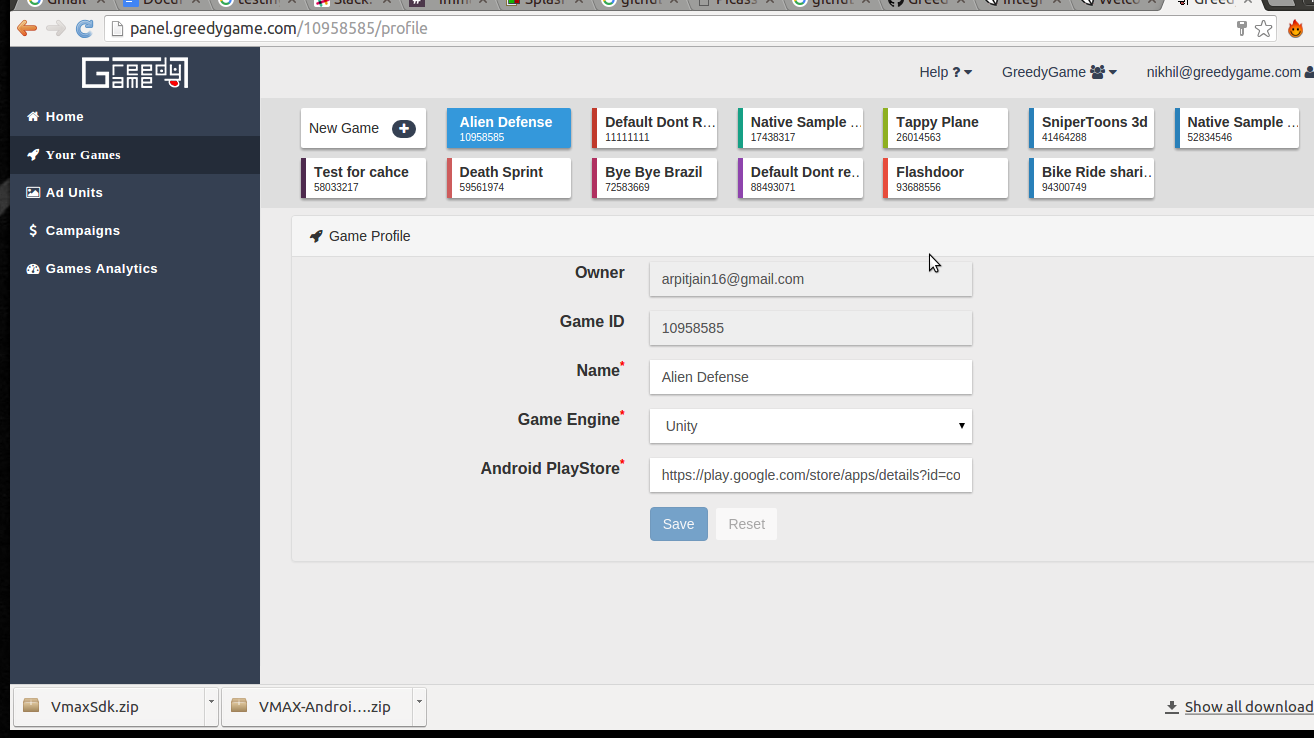 Gmail
Slack.
panel.greedygame.com/10958585/profile
Greedy Game
Help ?
GreedyGame
nikhil@greedygame.com
Home
Your Games
Ad Units
Campaigns
Games Analytics
New Game
Alien Defense
10958585
Default Dont R...
11111111
Native Sample ...
17438317
Tappy Plane
26014563
SniperToons 3d
41464288
Native Sample ...
52834546
Test for cahce
58033217
Death Sprint
59561974
Bye Bye Brazil
72583669
Default Dont re...
88493071
Flashdoor
93688556
Bike Ride shari...
94300749
Game Profile
Owner
arpitjain16@gmail.com
Game ID
10958585
Name*
Alien Defense
Game Engine*
Unity
Android PlayStore*
https://play.google.com/store/apps/details?id=co
Save
Reset
VmaxSdk.zip
VMAX-Androi....zip
Show all download